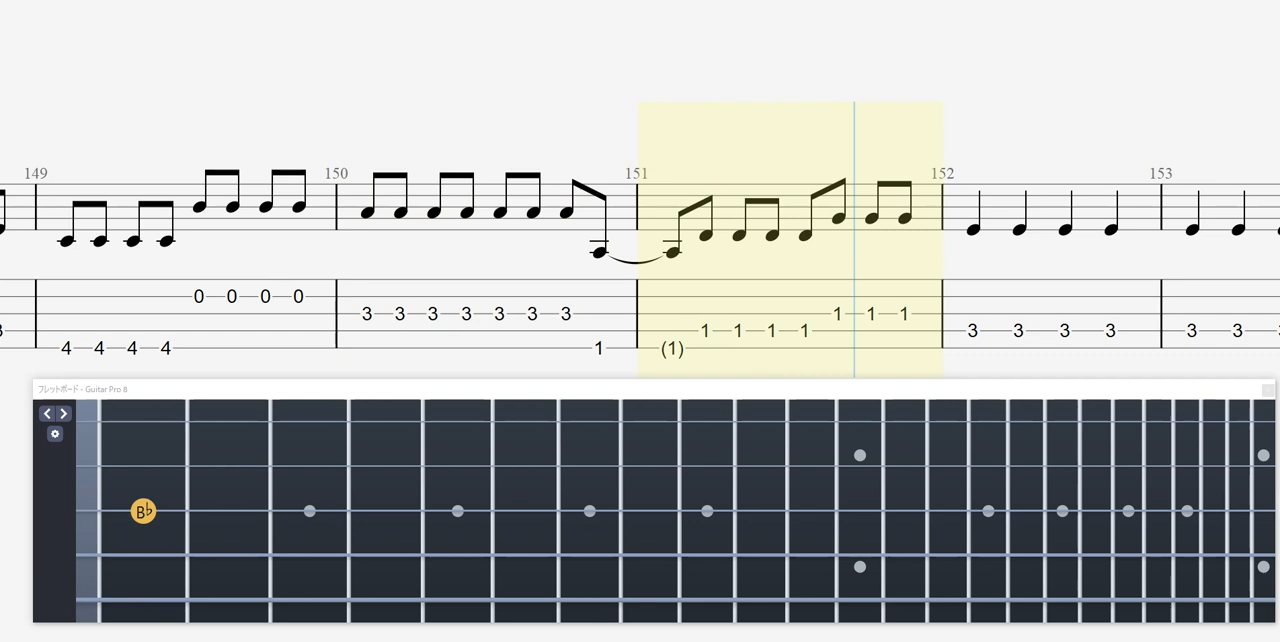 149 150 151 152 153
0 0 0 0
3 3 3 3 3 3 3 1 1 1
1 1 1 1 3 3 3 3 3 3
4 4 4 4 1 (1)
フレットボード - Guitar Pro 8
B♭